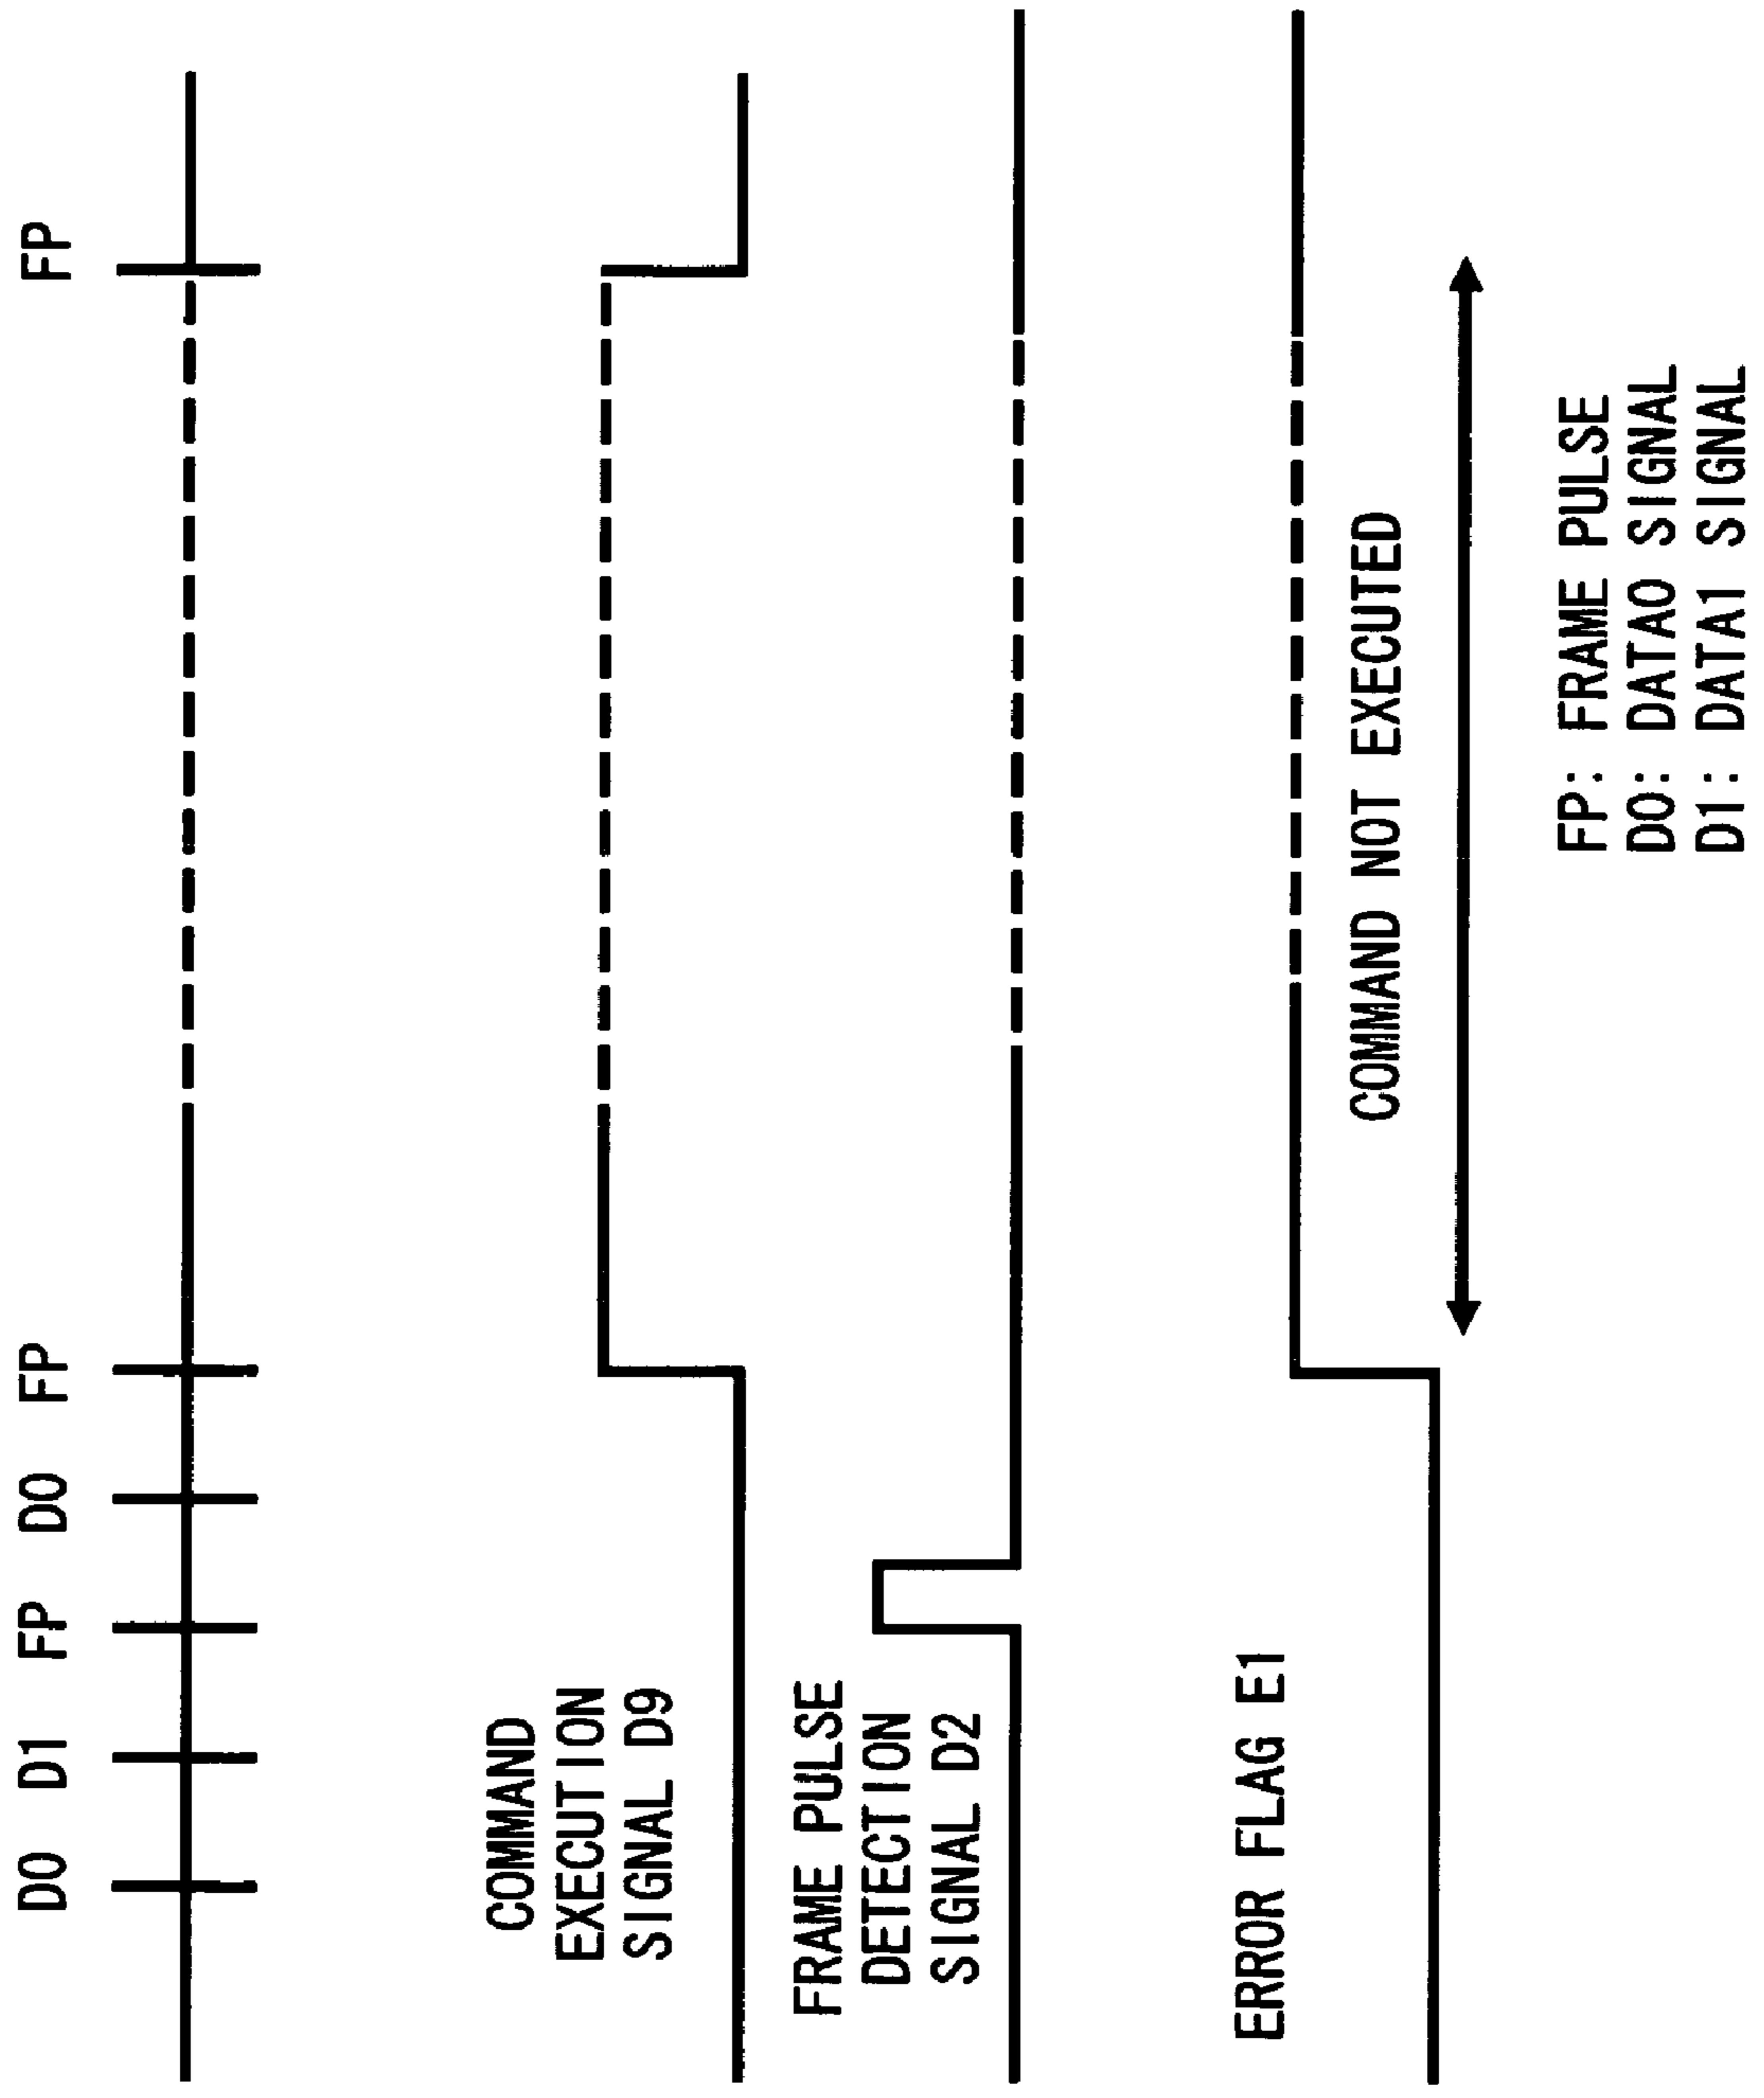 D0 D1 FP D0 FP FP
COMMAND
EXECUTION
SIGNAL D9
FRAME PULSE
DETECTION
SIGNAL D2
ERROR FLAG E1
COMMAND NOT EXECUTED
FP: FRAME PULSE
D0: DATA0 SIGNAL
D1: DATA1 SIGNAL